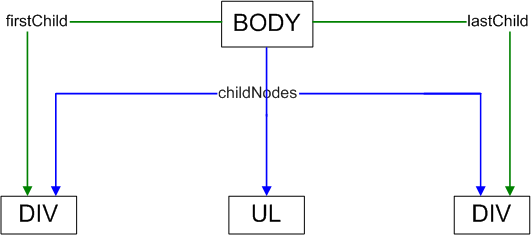 firstChild
BODY
lastChild
childNodes
DIV
UL
DIV